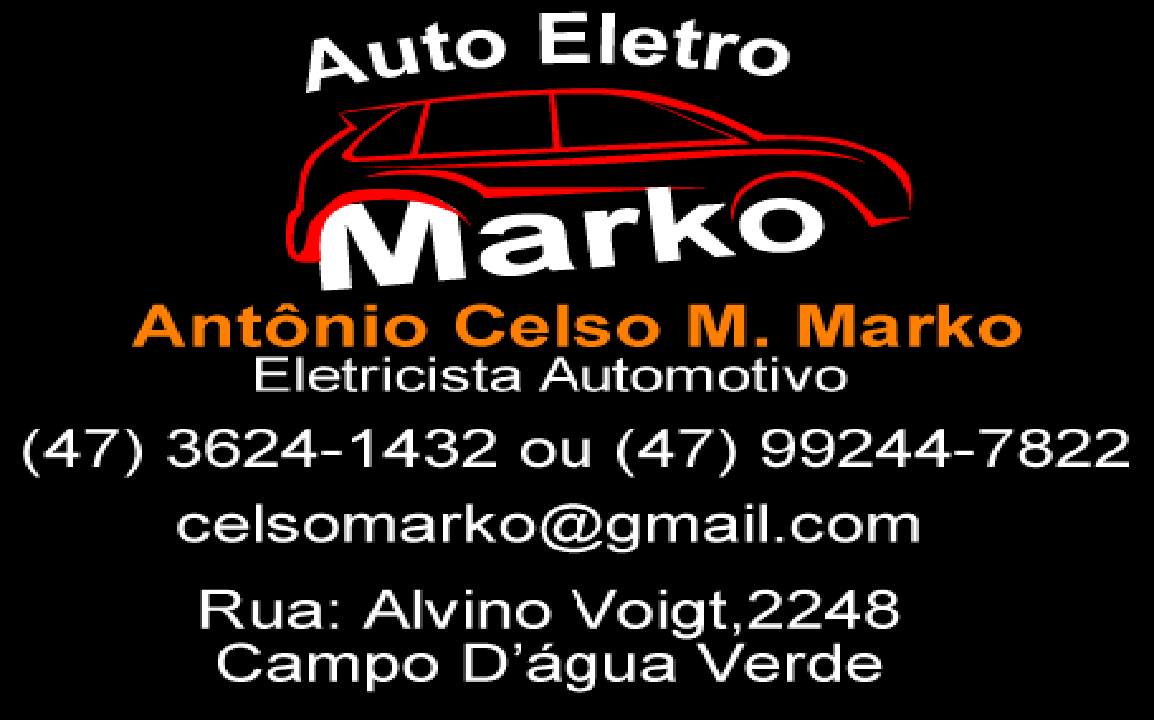 Auto Eletro
Marko
Antônio Celso M. Marko
Eletricista Automotivo
(47) 3624-1432 ou (47) 99244-7822
celsomarko@gmail.com
Rua: Alvino Voigt,2248
Campo D’água Verde